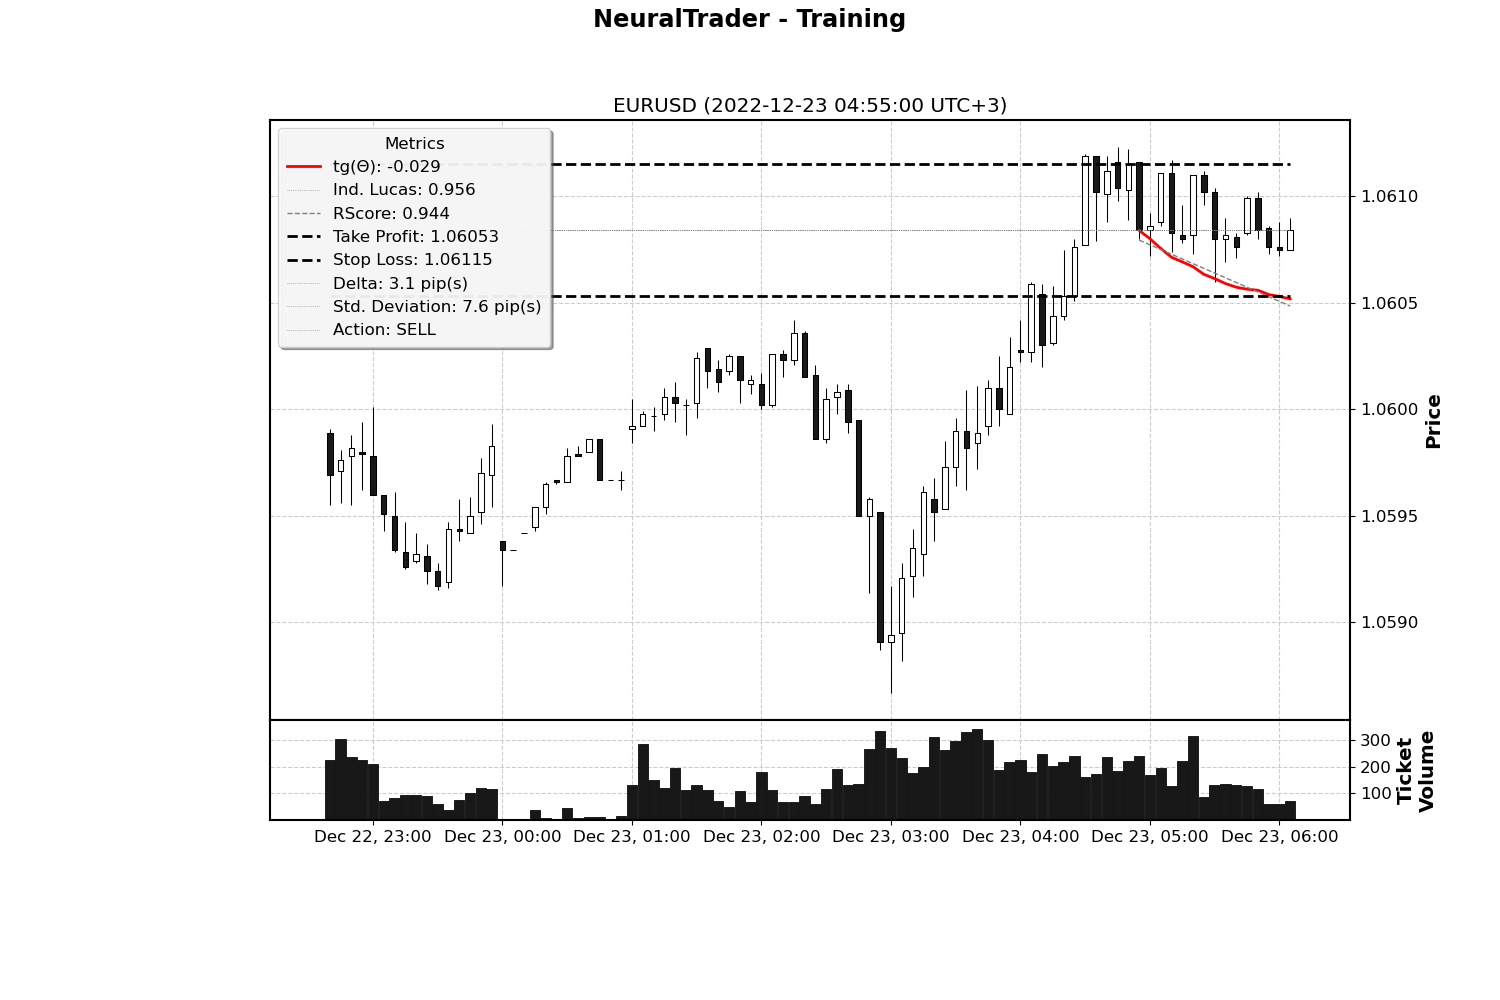 NeuralTrader - Training
EURUSD (2022-12-23 04:55:00 UTC+3)
Metrics
tg(Θ): -0.029
Ind. Lucas: 0.956
RScore: 0.944
Take Profit: 1.06053
Stop Loss: 1.06115
Delta: 3.1 pip(s)
Std. Deviation: 7.6 pip(s)
Action: SELL
1.0610
1.0605
1.0600
1.0595
1.0590
Price
300
200
100
Ticket
Volume
Dec 22, 23:00 Dec 23, 00:00 Dec 23, 01:00 Dec 23, 02:00 Dec 23, 03:00 Dec 23, 04:00 Dec 23, 05:00 Dec 23, 06:00